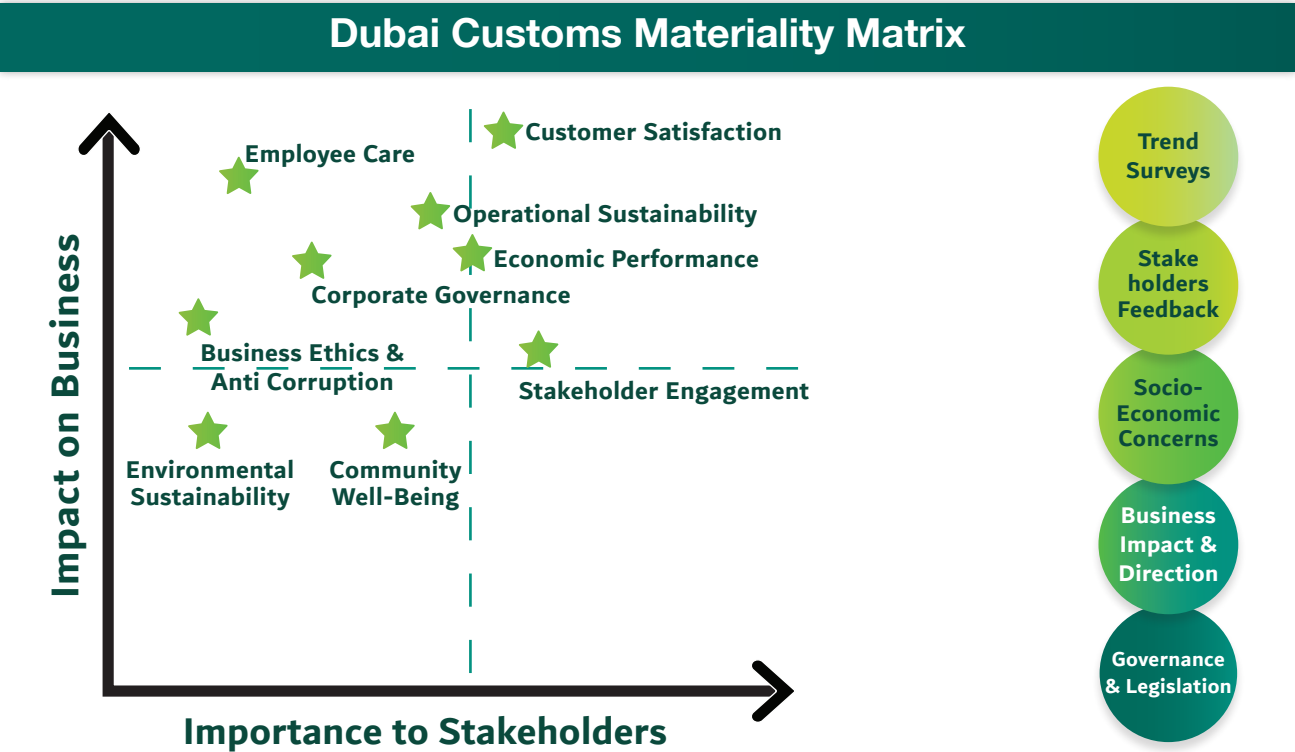 Dubai Customs Materiality Matrix
Impact on Business
Employee Care
Customer Satisfaction
Operational Sustainability
Economic Performance
Corporate Governance
Business Ethics &
Anti Corruption
Stakeholder Engagement
Environmental
Sustainability
Community
Well-Being
Importance to Stakeholders
Trend
Surveys
Stake
holders
Feedback
Socio-
Economic
Concerns
Business
Impact &
Direction
Governance
& Legislation